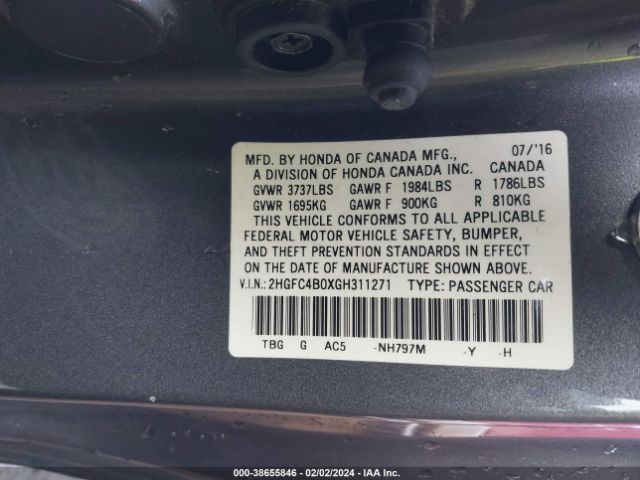 MFD. BY HONDA OF CANADA MFG., 07/'16
A DIVISION OF HONDA CANADA INC. CANADA
GVWR 3737LBS GAWR F 1984LBS R 1786LBS
GVWR 1695KG GAWR F 900KG R 810KG
THIS VEHICLE CONFORMS TO ALL APPLICABLE
FEDERAL MOTOR VEHICLE SAFETY, BUMPER,
AND THEFT PREVENTION STANDARDS IN EFFECT
ON THE DATE OF MANUFACTURE SHOWN ABOVE.
V.I.N.: 2HGFC4B0XGH311271 TYPE: PASSENGER CAR
TBG G AC5 -NH797M -Y -H
000-38655846 - 02/02/2024 - IAA Inc.